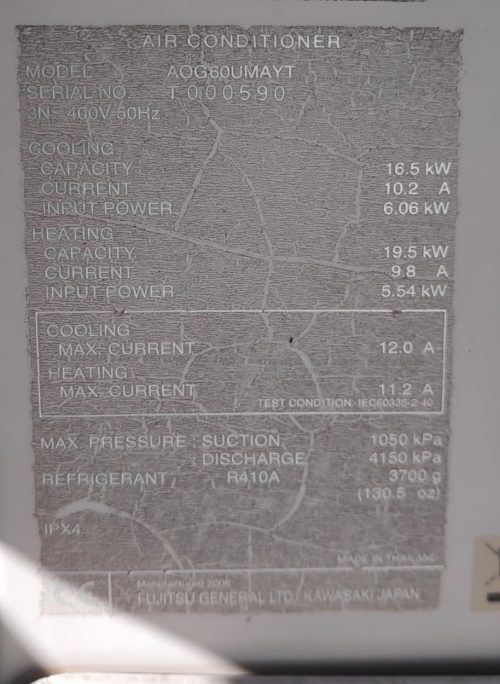 AIR CONDITIONER
MODEL AOG60UMAYT
SERIAL NO. T000590
3N~ 400V 50Hz
COOLING
CAPACITY 16.5 kW
CURRENT 10.2 A
INPUT POWER 6.06 kW
HEATING
CAPACITY 19.5 kW
CURRENT 9.8 A
INPUT POWER 5.54 kW
COOLING
MAX. CURRENT 12.0 A
HEATING
MAX. CURRENT 11.2 A
TEST CONDITION: IEC60335-2-40
MAX. PRESSURE : SUCTION 1050 kPa
DISCHARGE 4150 kPa
REFRIGERANT R410A 3700 g
(130.5 oz)
IPX4
MADE IN THAILAND
Manufactured 2006
FUJITSU GENERAL LTD. KAWASAKI JAPAN